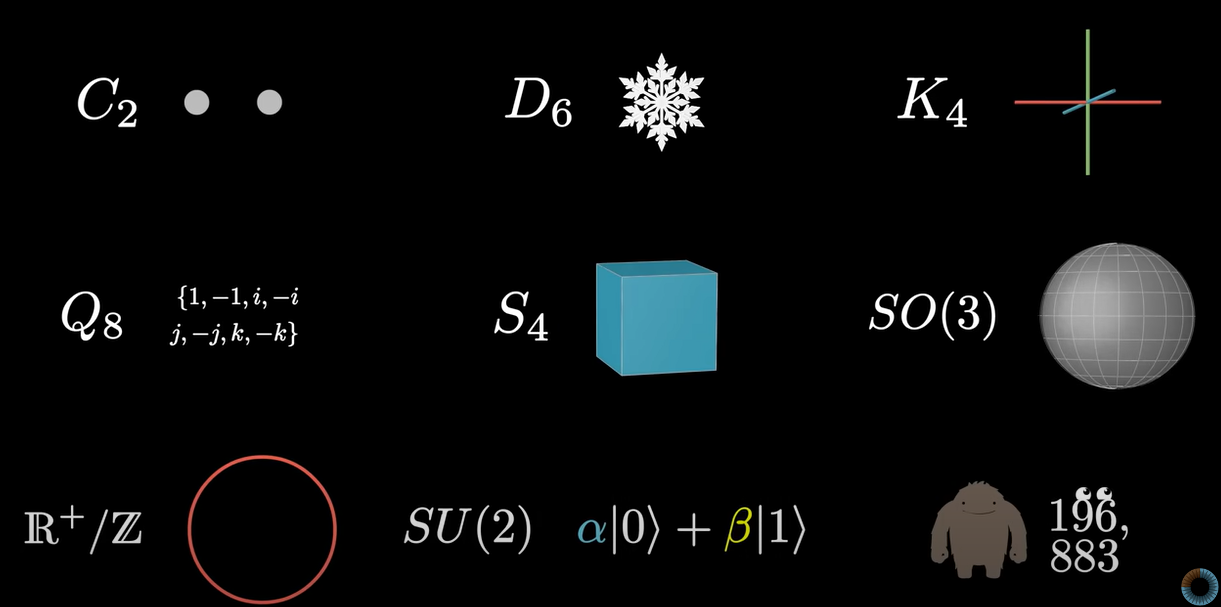 C₂
D₆
K₄
Q₈
{1, −1, i, −i
j, −j, k, −k}
S₄
SO(3)
ℝ⁺/ℤ
SU(2)
α|0⟩ + β|1⟩
196,
883